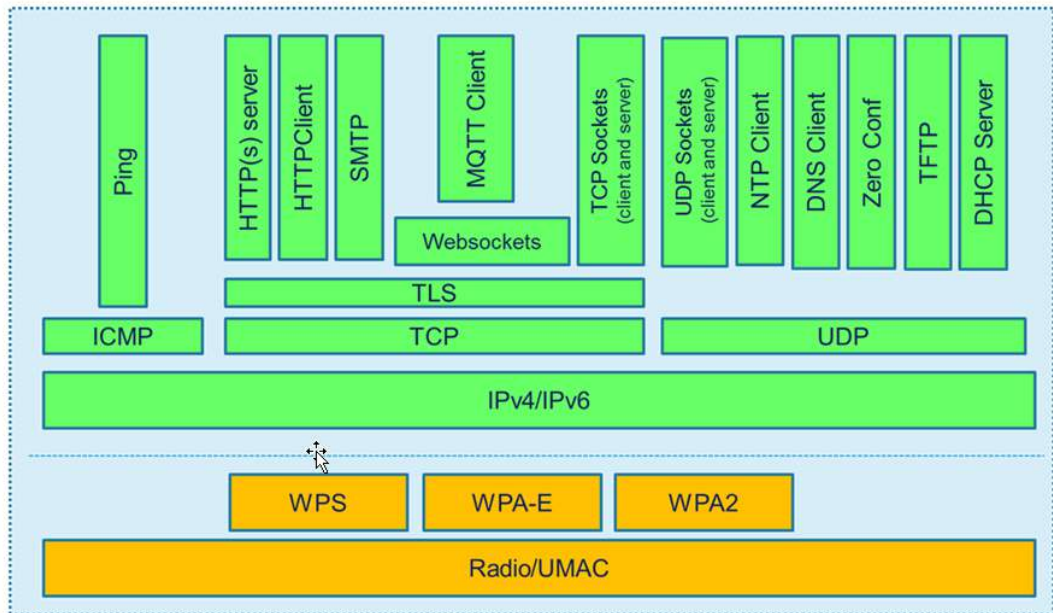 Ping
HTTP(s) server
HTTPClient
SMTP
MQTT Client
Websockets
TCP Sockets
(client and server)
UDP Sockets
(client and server)
NTP Client
DNS Client
Zero Conf
TFTP
DHCP Server
TLS
ICMP
TCP
UDP
IPv4/IPv6
WPS
WPA-E
WPA2
Radio/UMAC